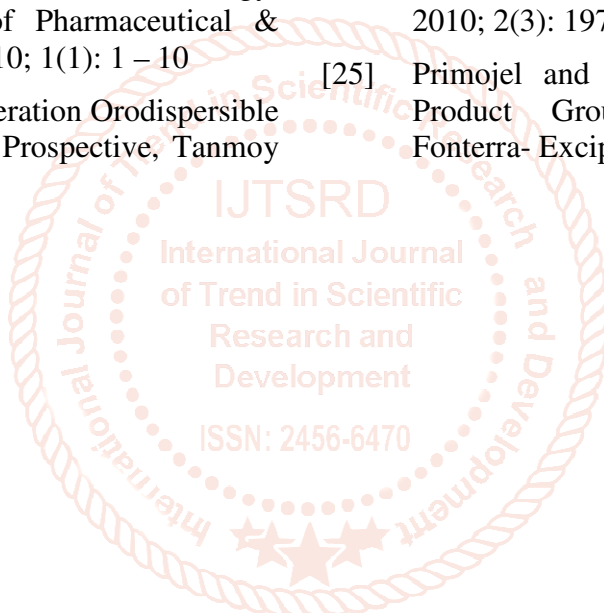 of Pharmaceutical &
10; 1(1): 1 – 10
eration Orodispersible
Prospective, Tanmoy
2010; 2(3): 197
[25] Primojel and
Product Grou
Fonterra- Excip
International Journal of Trend in Scientific Research and Development
IJTSRD
International Journal
of Trend in Scientific
Research and
Development
ISSN: 2456-6470